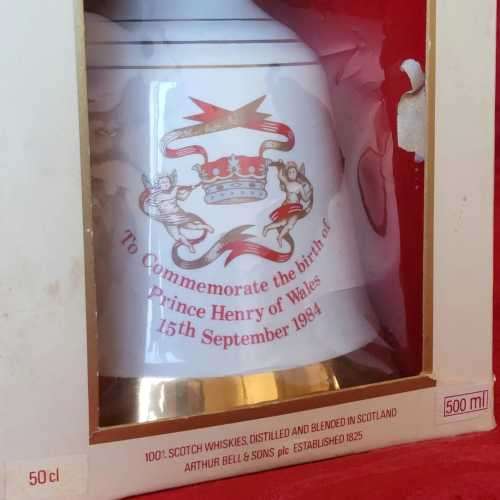 To Commemorate the birth of
Prince Henry of Wales
15th September 1984
100% SCOTCH WHISKIES, DISTILLED AND BLENDED IN SCOTLAND
ARTHUR BELL & SONS plc ESTABLISHED 1825
500 ml
50 cl